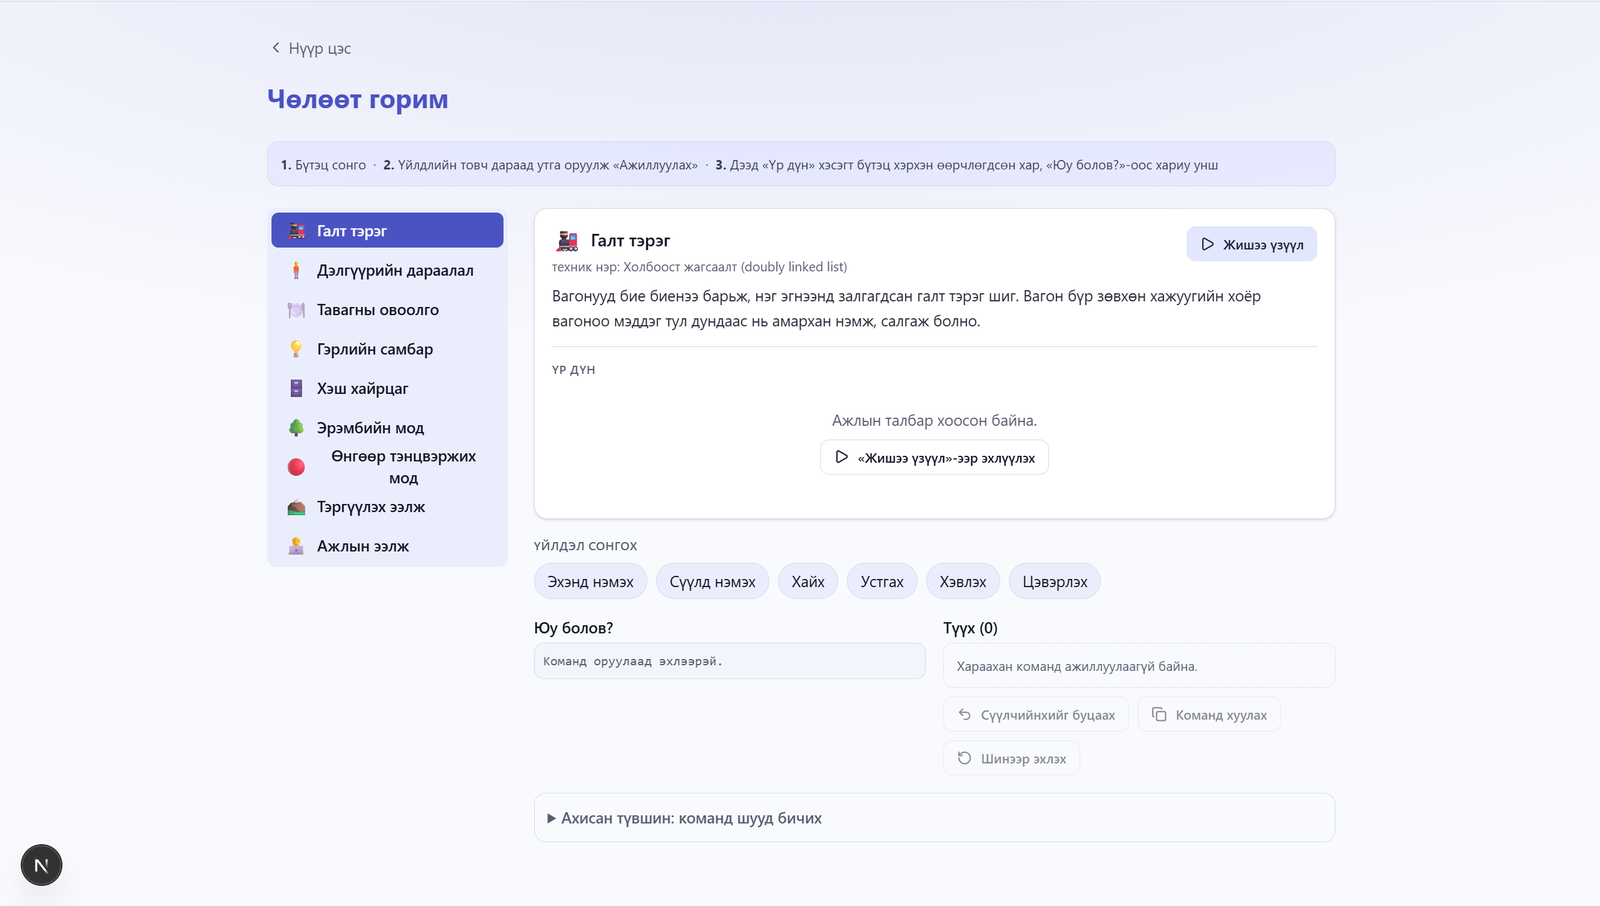 Нүүр цэс
Чөлөөт горим
1. Бүтэц сонго · 2. Үйлдлийн товч дараад утга оруулж «Ажиллуулах» · 3. Дээд «Үр дүн» хэсэгт бүтэц хэрхэн өөрчлөгдсөн хар, «Юу болов?»-оос хариу унш
Галт тэрэг
Дэлгүүрийн дараалал
Тавагны овоолго
Гэрлийн самбар
Хэш хайрцаг
Эрэмбийн мод
Өнгөөр тэнцвэржих
мод
Тэргүүлэх ээлж
Ажлын ээлж
Галт тэрэг
Жишээ үзүүл
техник нэр: Холбоост жагсаалт (doubly linked list)
Вагонууд бие биенээ барьж, нэг эгнээнд залгагдсан галт тэрэг шиг. Вагон бүр зөвхөн хажуугийн хоёр
вагоноо мэддэг тул дундаас нь амархан нэмж, салгаж болно.
ҮР ДҮН
Ажлын талбар хоосон байна.
«Жишээ үзүүл»-ээр эхлүүлэх
ҮЙЛДЭЛ СОНГОХ
Эхэнд нэмэх
Сүүлд нэмэх
Хайх
Устгах
Хэвлэх
Цэвэрлэх
Юу болов?
Команд оруулаад эхлээрэй.
Түүх (0)
Хараахан команд ажиллуулаагүй байна.
Сүүлчийнхийг буцаах
Команд хуулах
Шинээр эхлэх
Ахисан түвшин: команд шууд бичих
N